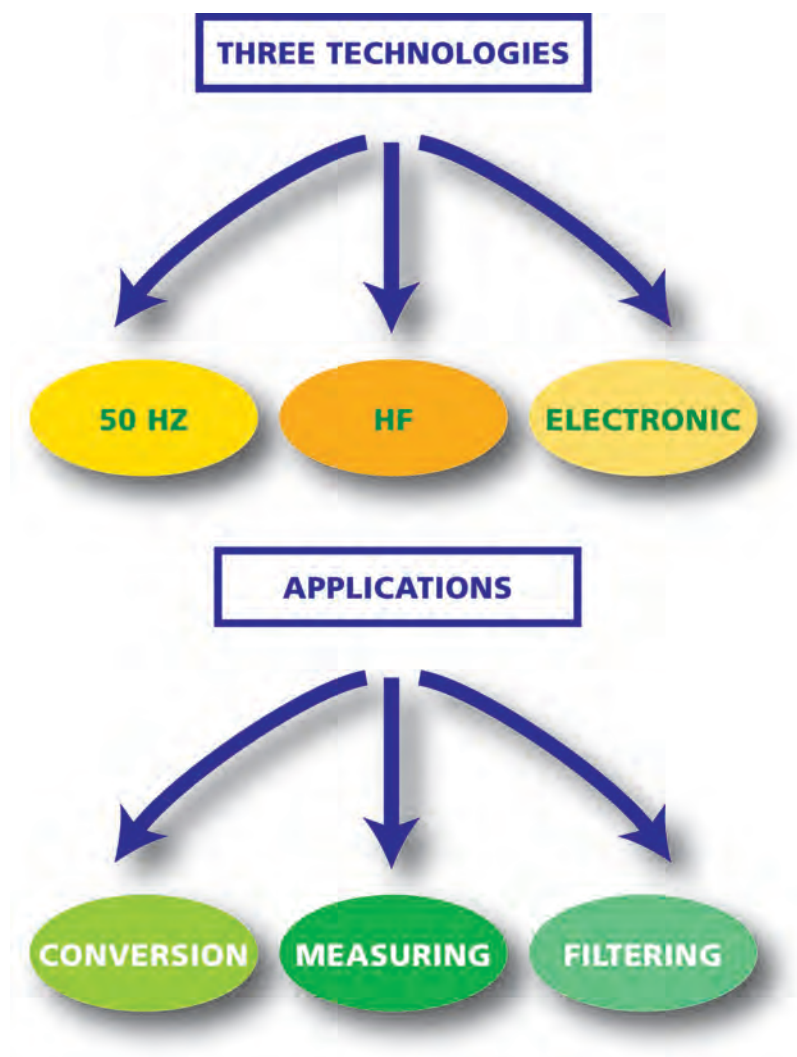 THREE TECHNOLOGIES
50 HZ
HF
ELECTRONIC
APPLICATIONS
CONVERSION
MEASURING
FILTERING